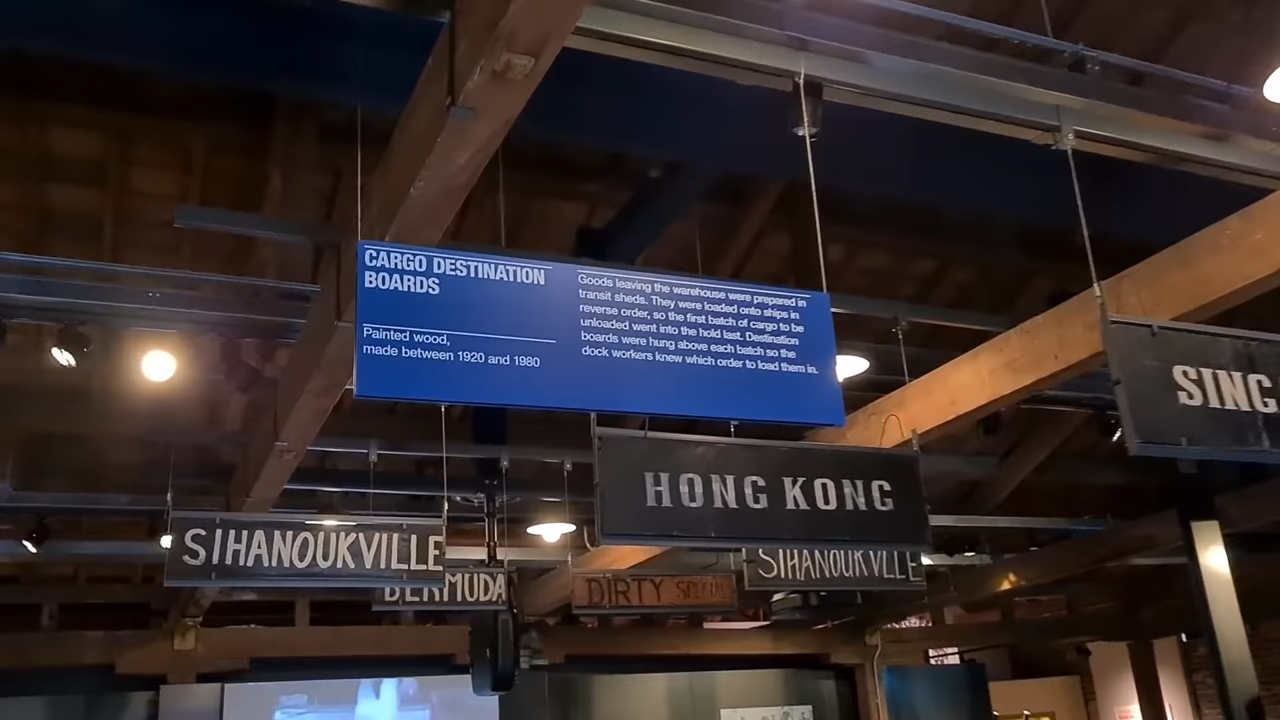 CARGO DESTINATION
BOARDS
Painted wood,
made between 1920 and 1980
Goods leaving the warehouse were prepared in
transit sheds. They were loaded onto ships in
reverse order, so the first batch of cargo to be
unloaded went into the hold last. Destination
boards were hung above each batch so the
dock workers knew which order to load them in.
SING
HONG KONG
SIHANOUKVILLE
SIHANOUKVILLE
BERMUDA
DIRTY